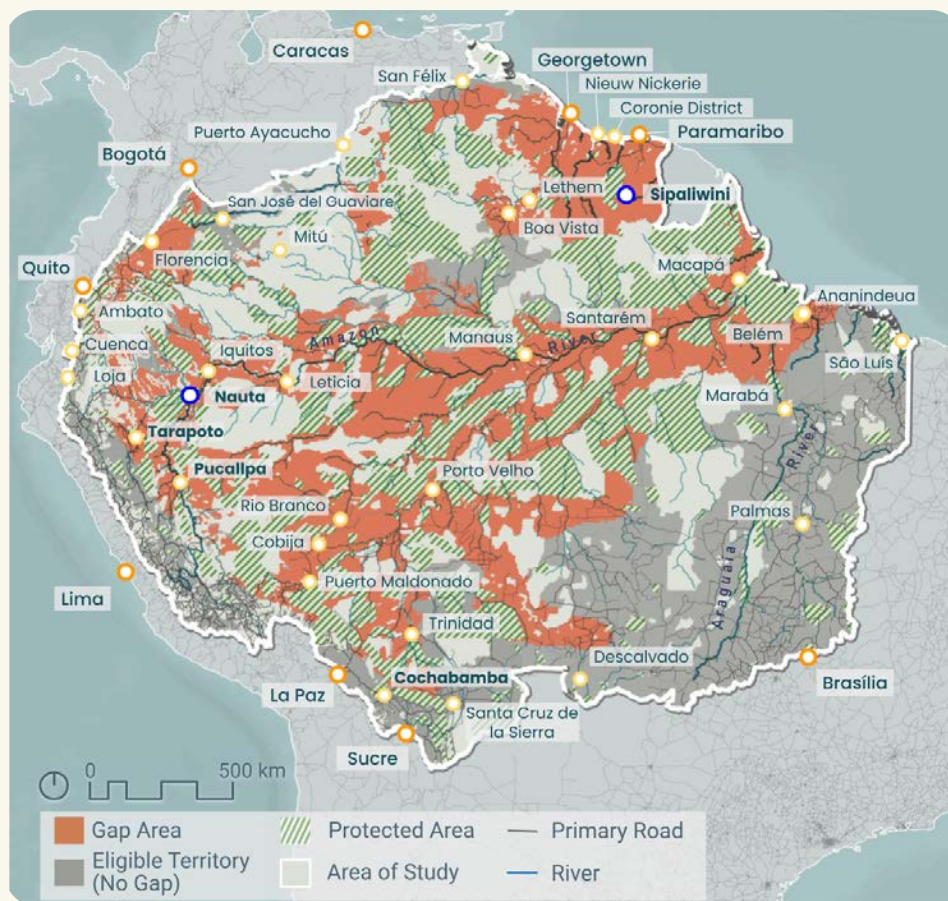 Caracas
San Félix
Georgetown
Nieuw Nickerie
Coronie District
Puerto Ayacucho
Paramaribo
Bogotá
Lethem
Sipaliwini
San José del Guaviare
Boa Vista
Mitú
Florencia
Quito
Macapá
Ambato
Ananindeua
Santarém
Manaus
Amazon
River
Belém
Cuenca
Iquitos
São Luís
Loja
Leticia
Nauta
Marabá
Tarapoto
River
Pucallpa
Porto Velho
Rio Branco
Palmas
Cobija
Araguaia
Lima
Puerto Maldonado
Trinidad
Descalvado
Cochabamba
La Paz
Brasília
Santa Cruz de
la Sierra
Sucre
0 500 km
Gap Area
Protected Area
Primary Road
Eligible Territory
(No Gap)
Area of Study
River